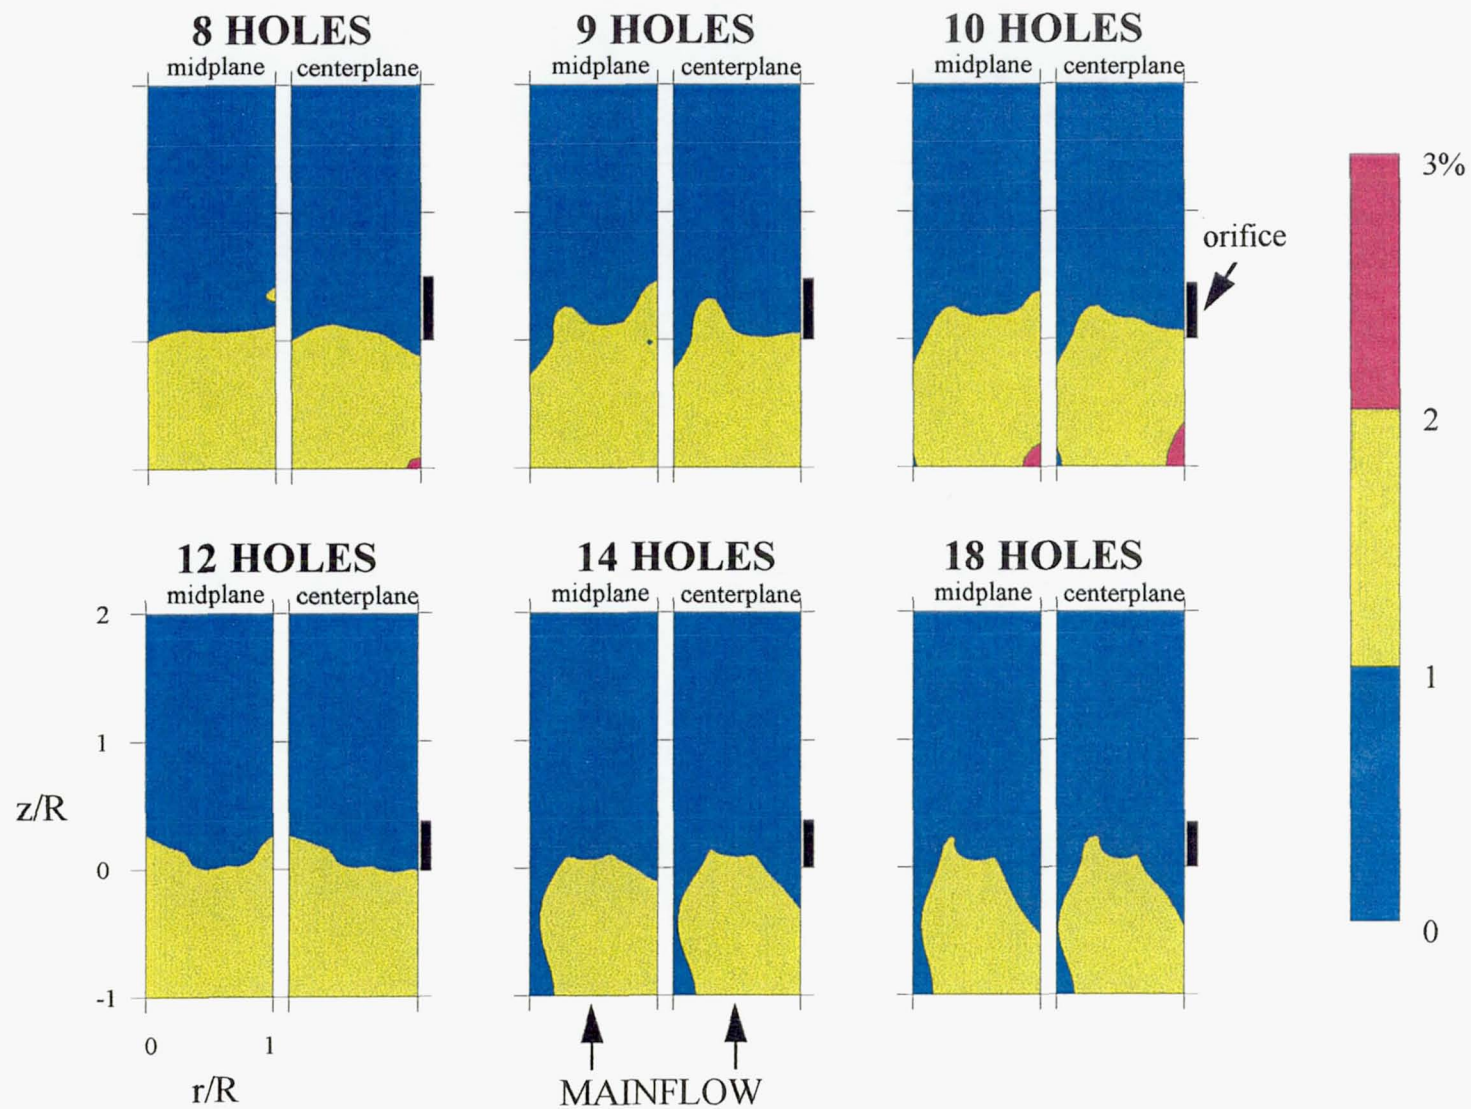 8 HOLES
midplane centerplane
9 HOLES
midplane centerplane
10 HOLES
midplane centerplane
orifice
3%
2
1
0
12 HOLES
midplane centerplane
14 HOLES
midplane centerplane
18 HOLES
midplane centerplane
2
1
z/R
0
-1
0 1
r/R
MAINFLOW